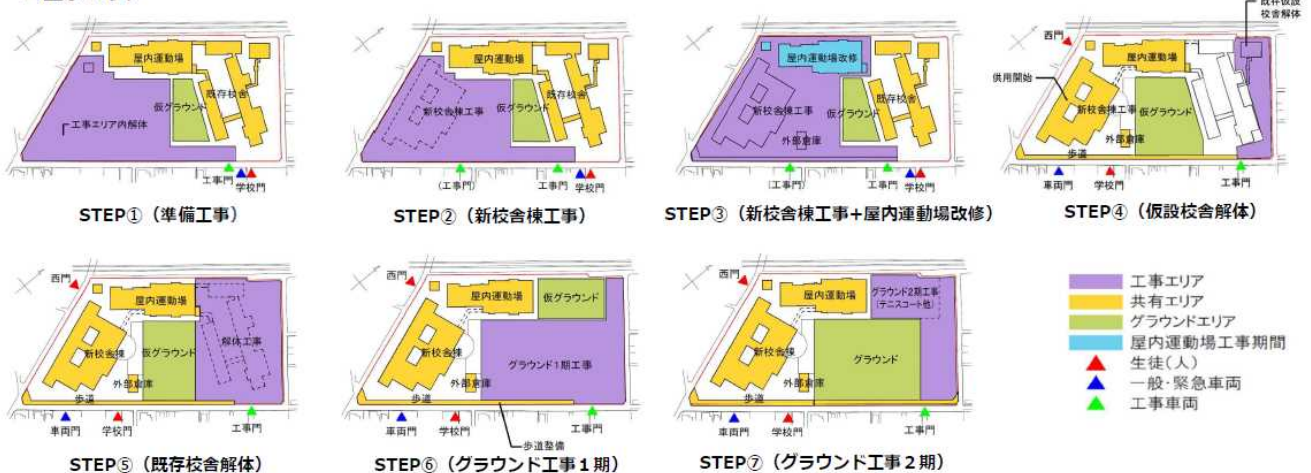 屋内運動場
既存校舎
仮グラウンド
工事エリア内解体
工事門
学校門
STEP①（準備工事）
屋内運動場
既存校舎
新校舎棟工事
仮グラウンド
(工事門)
工事門
学校門
STEP②（新校舎棟工事）
屋内運動場改修
既存校舎
新校舎棟工事
仮グラウンド
外部倉庫
(工事門)
工事門
学校門
STEP③（新校舎棟工事+屋内運動場改修）
既存仮設
校舎解体
西門
屋内運動場
供用開始
新校舎棟工事
仮グラウンド
外部倉庫
歩道
車両門
学校門
工事門
STEP④（仮設校舎解体）
西門
屋内運動場
解体工事
新校舎棟
仮グラウンド
外部倉庫
歩道
車両門
学校門
工事門
STEP⑤（既存校舎解体）
西門
屋内運動場
仮グラウンド
新校舎棟
グラウンド1期工事
外部倉庫
歩道
車両門
学校門
工事門
歩道整備
STEP⑥（グラウンド工事１期）
西門
屋内運動場
グラウンド2期工事
(テニスコート他)
新校舎棟
グラウンド
外部倉庫
歩道
車両門
学校門
工事門
STEP⑦（グラウンド工事２期）
工事エリア
共有エリア
グラウンドエリア
屋内運動場工事期間
生徒(人)
一般・緊急車両
工事車両